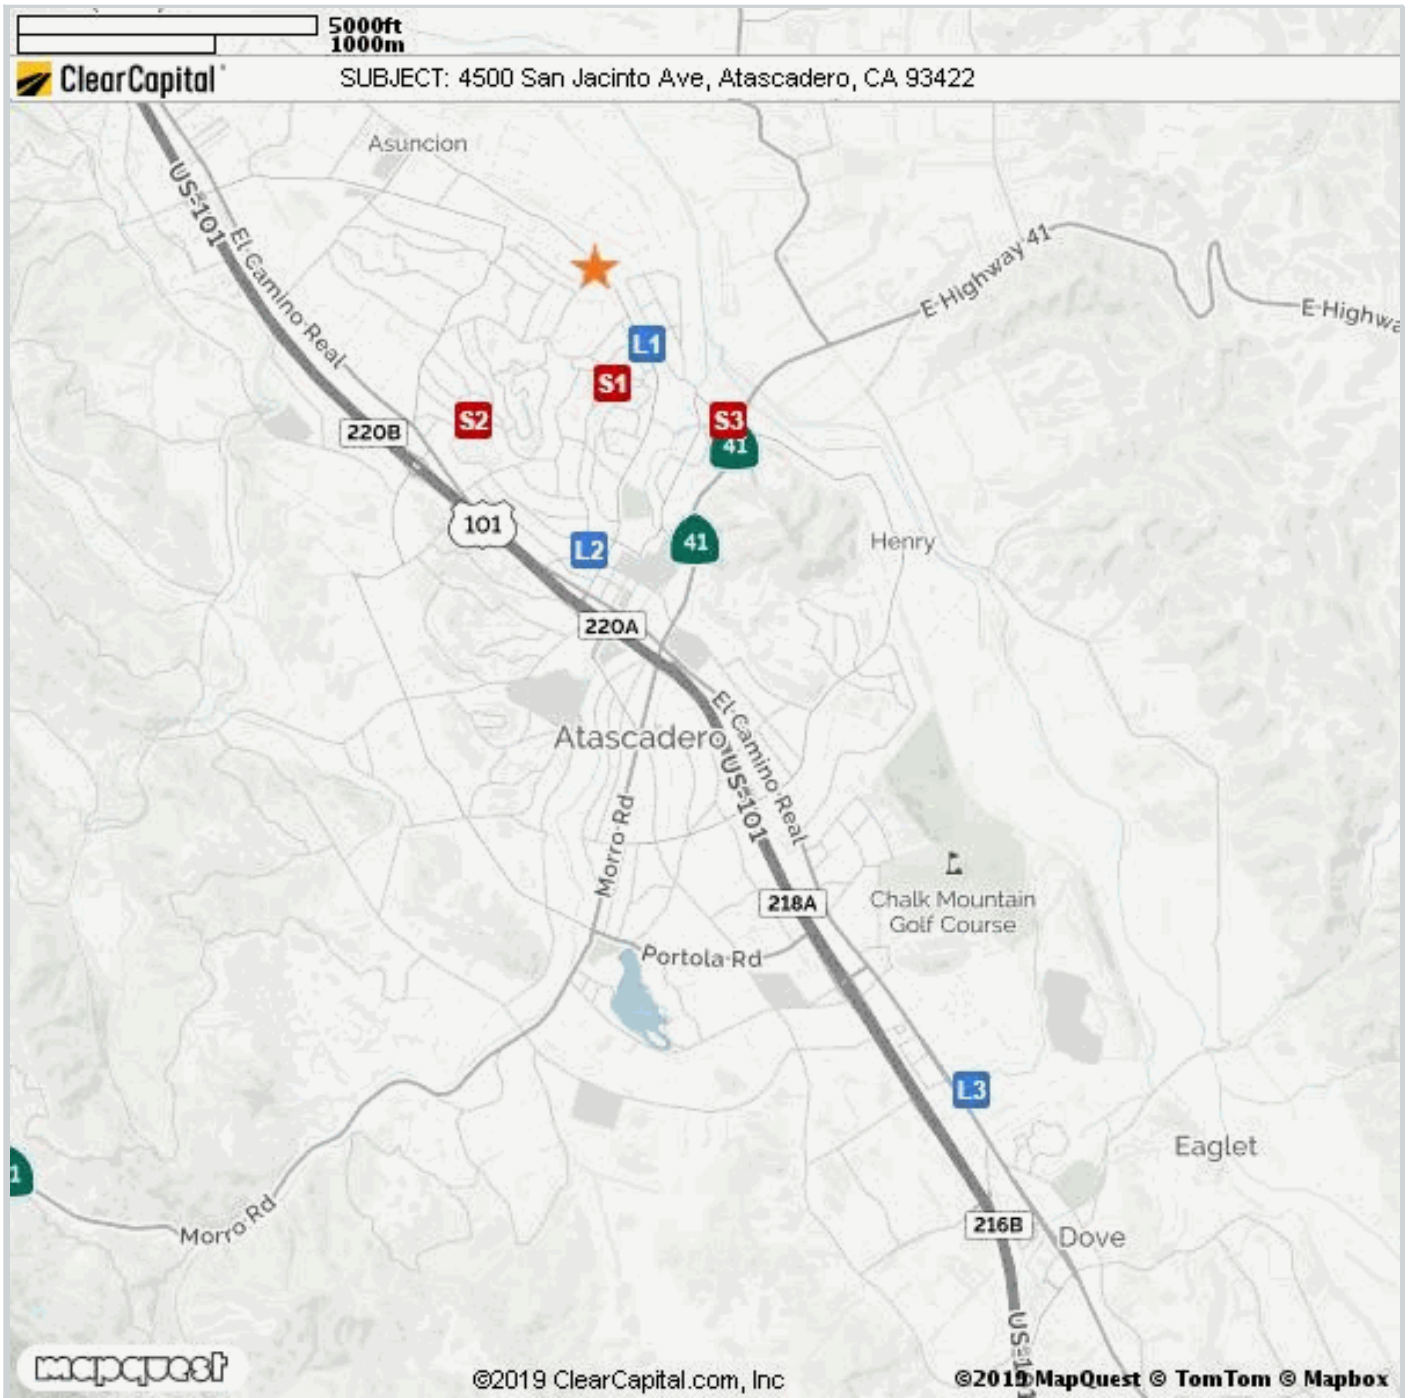 5000ft
1000m
ClearCapital
SUBJECT: 4500 San Jacinto Ave, Atascadero, CA 93422
Asuncion
US-101
El Camino Real
E Highway 41
E Highwa
L1
S1
S2
S3
41
220B
101
L2
41
Henry
220A
Atascadero
El Camino Real
US-101
Morro Rd
218A
Chalk Mountain
Golf Course
Portola Rd
L3
Eaglet
1
Morro Rd
216B
Dove
US-101
mapquest
©2019 ClearCapital.com, Inc
©2019 MapQuest © TomTom © Mapbox